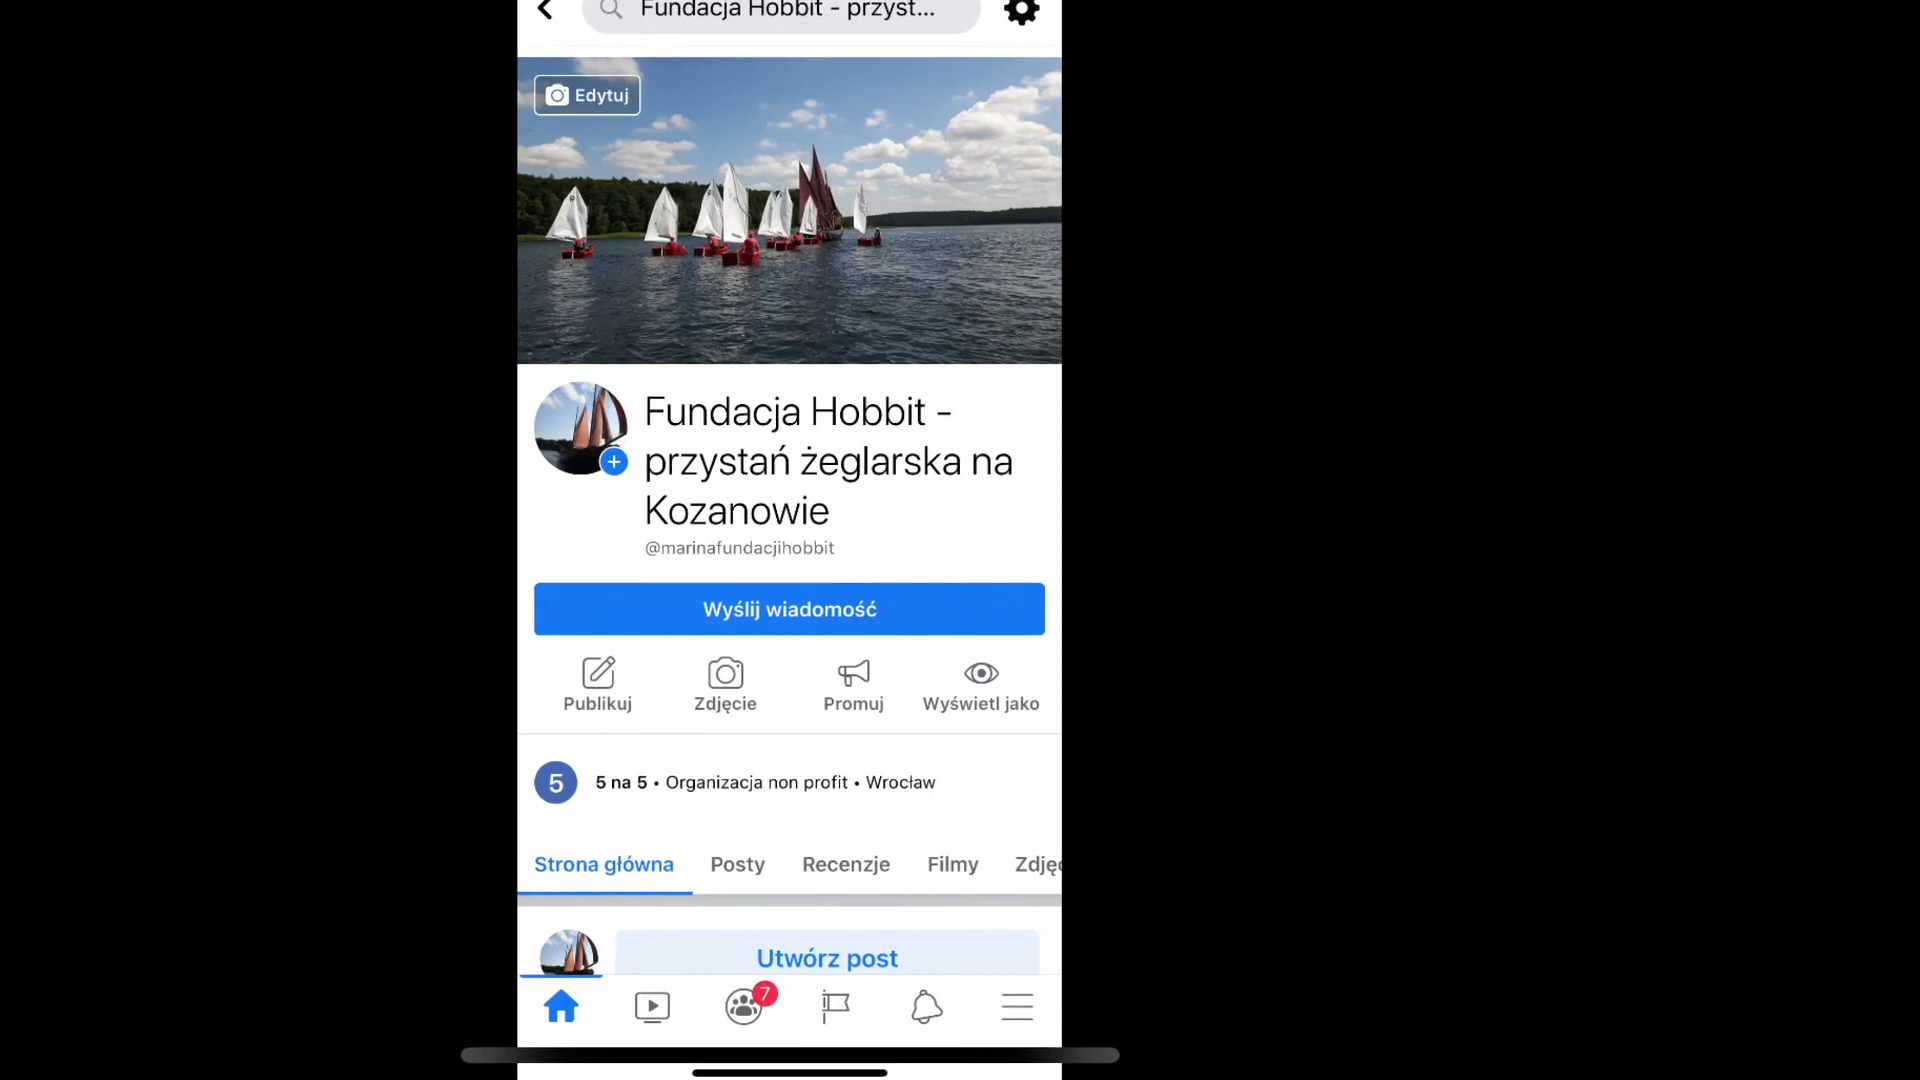 Fundacja Hobbit - przyst...
Edytuj
Fundacja Hobbit -
przystań żeglarska na
Kozanowie
@marinafundacjihobbit
Wyślij wiadomość
Publikuj Zdjęcie Promuj Wyświetl jako
5 5 na 5 • Organizacja non profit • Wrocław
Strona główna Posty Recenzje Filmy Zdjęc
Utwórz post
7